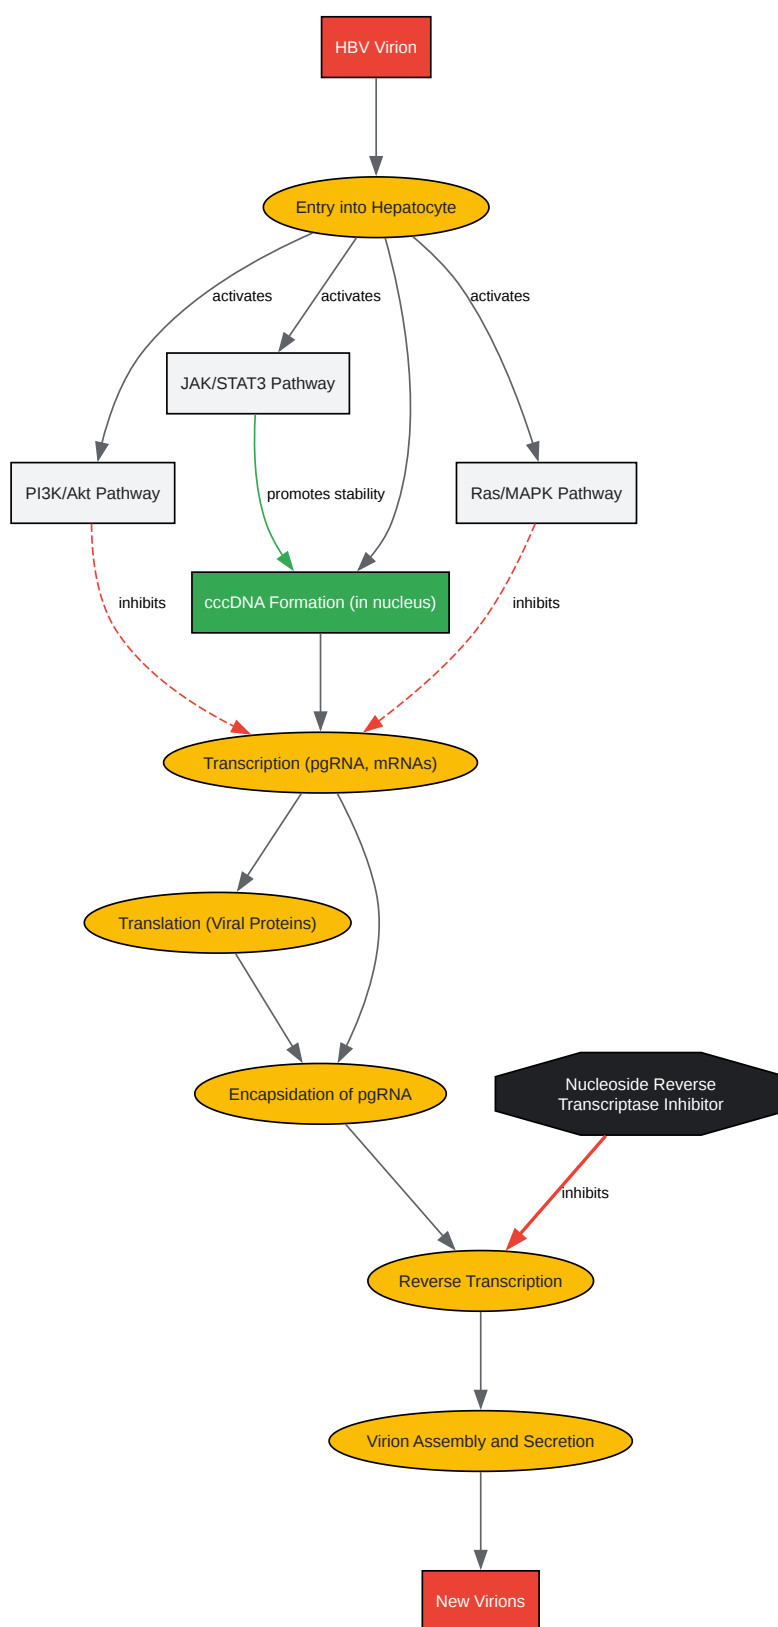 HBV Virion
Entry into Hepatocyte
activates
activates
activates
JAK/STAT3 Pathway
PI3K/Akt Pathway
promotes stability
Ras/MAPK Pathway
inhibits
cccDNA Formation (in nucleus)
inhibits
Transcription (pgRNA, mRNAs)
Translation (Viral Proteins)
Encapsidation of pgRNA
Nucleoside Reverse
Transcriptase Inhibitor
inhibits
Reverse Transcription
Virion Assembly and Secretion
New Virions